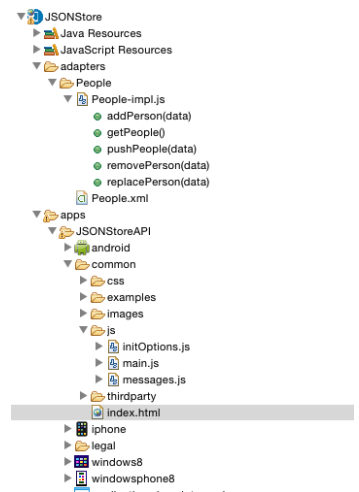 JSONStore
Java Resources
JavaScript Resources
adapters
People
People-impl.js
addPerson(data)
getPeople()
pushPeople(data)
removePerson(data)
replacePerson(data)
People.xml
apps
JSONStoreAPI
android
common
css
examples
images
js
initOptions.js
main.js
messages.js
thirdparty
index.html
iphone
legal
windows8
windowsphone8